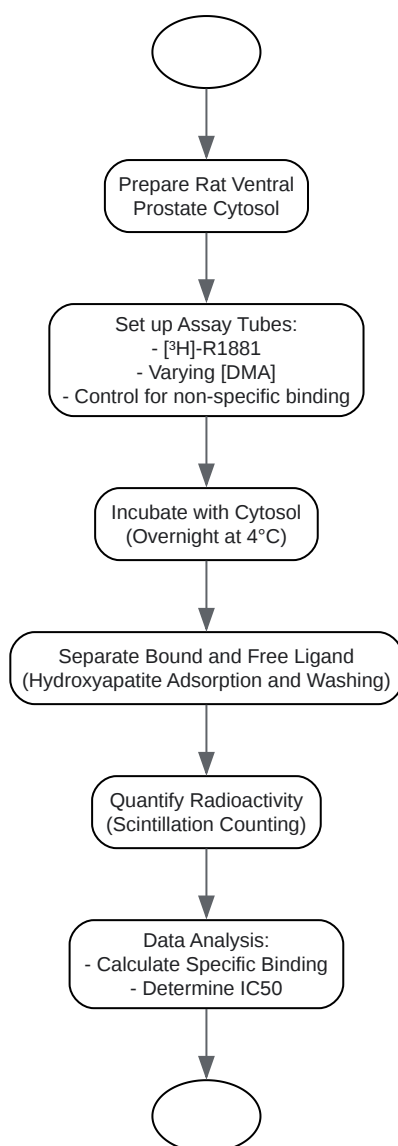 Prepare Rat Ventral
Prostate Cytosol
Set up Assay Tubes:
- [³H]-R1881
- Varying [DMA]
- Control for non-specific binding
Incubate with Cytosol
(Overnight at 4°C)
Separate Bound and Free Ligand
(Hydroxyapatite Adsorption and Washing)
Quantify Radioactivity
(Scintillation Counting)
Data Analysis:
- Calculate Specific Binding
- Determine IC50